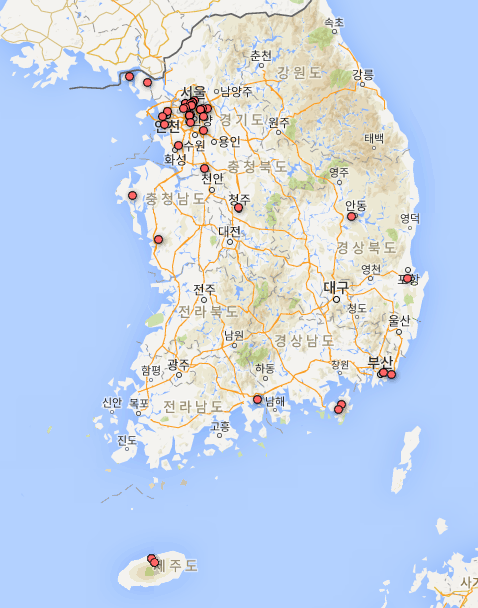 속초
춘천
강원도
강릉
서울
남양주
안양
인천
경기도
원주
수원
용인
태백
화성
충청북도
천안
영주
충청남도
청주
안동
영덕
대전
경상북도
영천
포항
전주
대구
청도
전라북도
울산
남원
경상남도
부산
함평
광주
하동
창원
신안
목포
전라남도
남해
고흥
진도
제주도